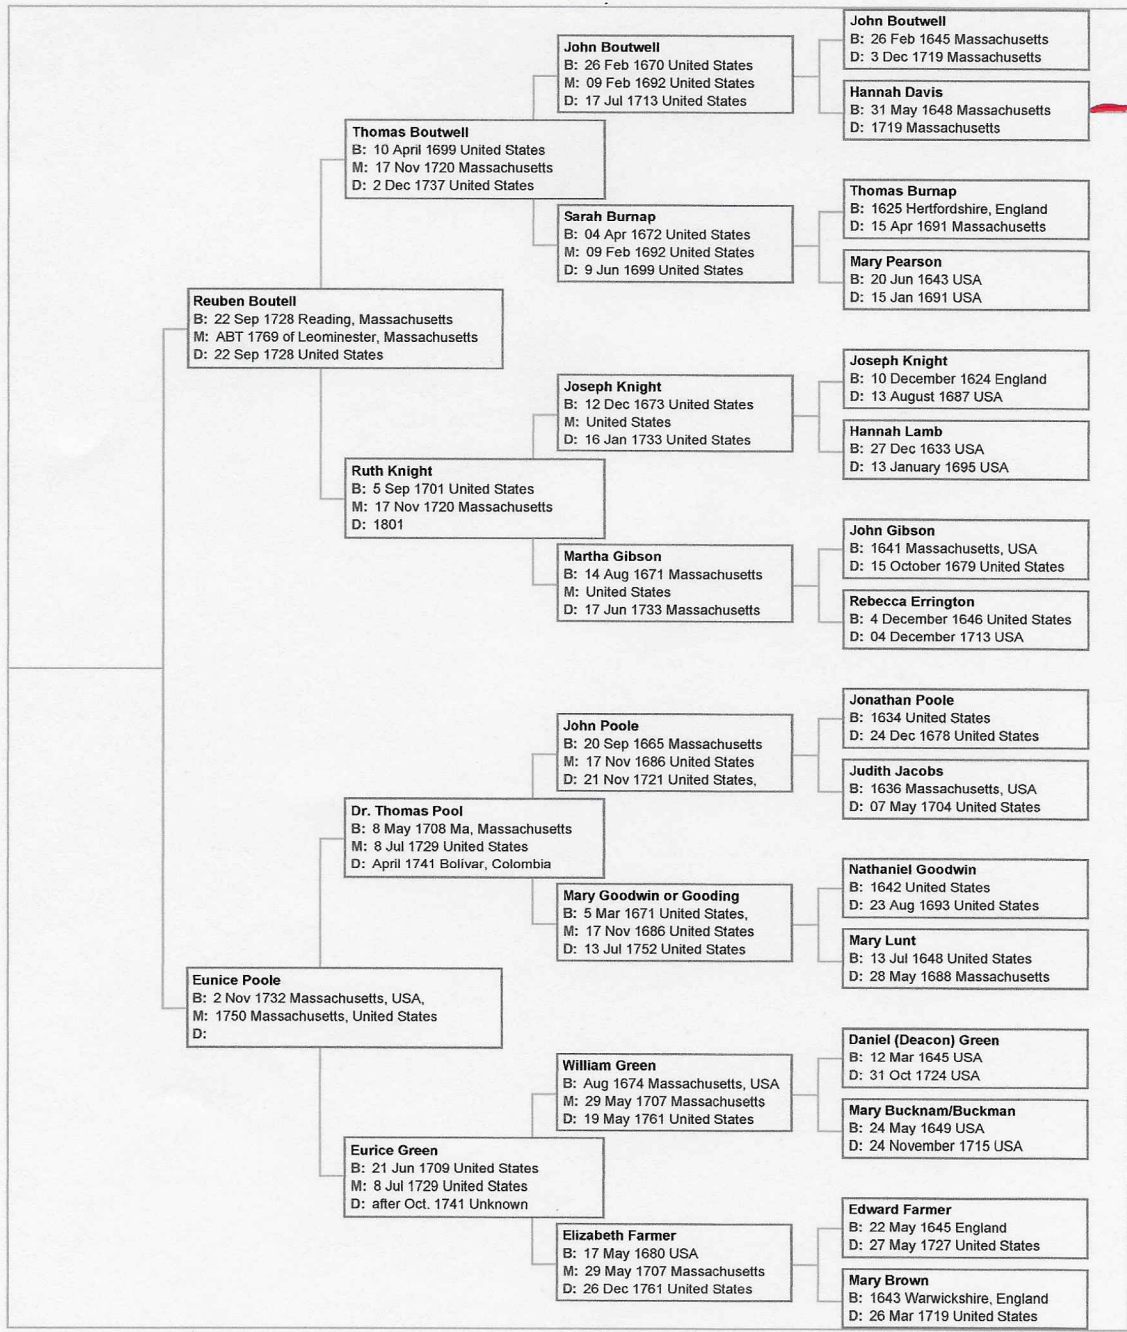 John Boutwell
B: 26 Feb 1645 Massachusetts
D: 3 Dec 1719 Massachusetts
John Boutwell
B: 26 Feb 1670 United States
M: 09 Feb 1692 United States
D: 17 Jul 1713 United States
Hannah Davis
B: 31 May 1648 Massachusetts
D: 1719 Massachusetts
Thomas Boutwell
B: 10 April 1699 United States
M: 17 Nov 1720 Massachusetts
D: 2 Dec 1737 United States
Thomas Burnap
B: 1625 Hertfordshire, England
D: 15 Apr 1691 Massachusetts
Sarah Burnap
B: 04 Apr 1672 United States
M: 09 Feb 1692 United States
D: 9 Jun 1699 United States
Mary Pearson
B: 20 Jun 1643 USA
D: 15 Jan 1691 USA
Reuben Boutell
B: 22 Sep 1728 Reading, Massachusetts
M: ABT 1769 of Leominester, Massachusetts
D: 22 Sep 1728 United States
Joseph Knight
B: 10 December 1624 England
D: 13 August 1687 USA
Joseph Knight
B: 12 Dec 1673 United States
M: United States
D: 16 Jan 1733 United States
Hannah Lamb
B: 27 Dec 1633 USA
D: 13 January 1695 USA
Ruth Knight
B: 5 Sep 1701 United States
M: 17 Nov 1720 Massachusetts
D: 1801
John Gibson
B: 1641 Massachusetts, USA
D: 15 October 1679 United States
Martha Gibson
B: 14 Aug 1671 Massachusetts
M: United States
D: 17 Jun 1733 Massachusetts
Rebecca Errington
B: 4 December 1646 United States
D: 04 December 1713 USA
Jonathan Poole
B: 1634 United States
D: 24 Dec 1678 United States
John Poole
B: 20 Sep 1665 Massachusetts
M: 17 Nov 1686 United States
D: 21 Nov 1721 United States,
Judith Jacobs
B: 1636 Massachusetts, USA
D: 07 May 1704 United States
Dr. Thomas Pool
B: 8 May 1708 Ma, Massachusetts
M: 8 Jul 1729 United States
D: April 1741 Bolívar, Colombia
Nathaniel Goodwin
B: 1642 United States
D: 23 Aug 1693 United States
Mary Goodwin or Gooding
B: 5 Mar 1671 United States,
M: 17 Nov 1686 United States
D: 13 Jul 1752 United States
Mary Lunt
B: 13 Jul 1648 United States
D: 28 May 1688 Massachusetts
Eunice Poole
B: 2 Nov 1732 Massachusetts, USA,
M: 1750 Massachusetts, United States
D:
Daniel (Deacon) Green
B: 12 Mar 1645 USA
D: 31 Oct 1724 USA
William Green
B: Aug 1674 Massachusetts, USA
M: 29 May 1707 Massachusetts
D: 19 May 1761 United States
Mary Bucknam/Buckman
B: 24 May 1649 USA
D: 24 November 1715 USA
Eurice Green
B: 21 Jun 1709 United States
M: 8 Jul 1729 United States
D: after Oct. 1741 Unknown
Edward Farmer
B: 22 May 1645 England
D: 27 May 1727 United States
Elizabeth Farmer
B: 17 May 1680 USA
M: 29 May 1707 Massachusetts
D: 26 Dec 1761 United States
Mary Brown
B: 1643 Warwickshire, England
D: 26 Mar 1719 United States